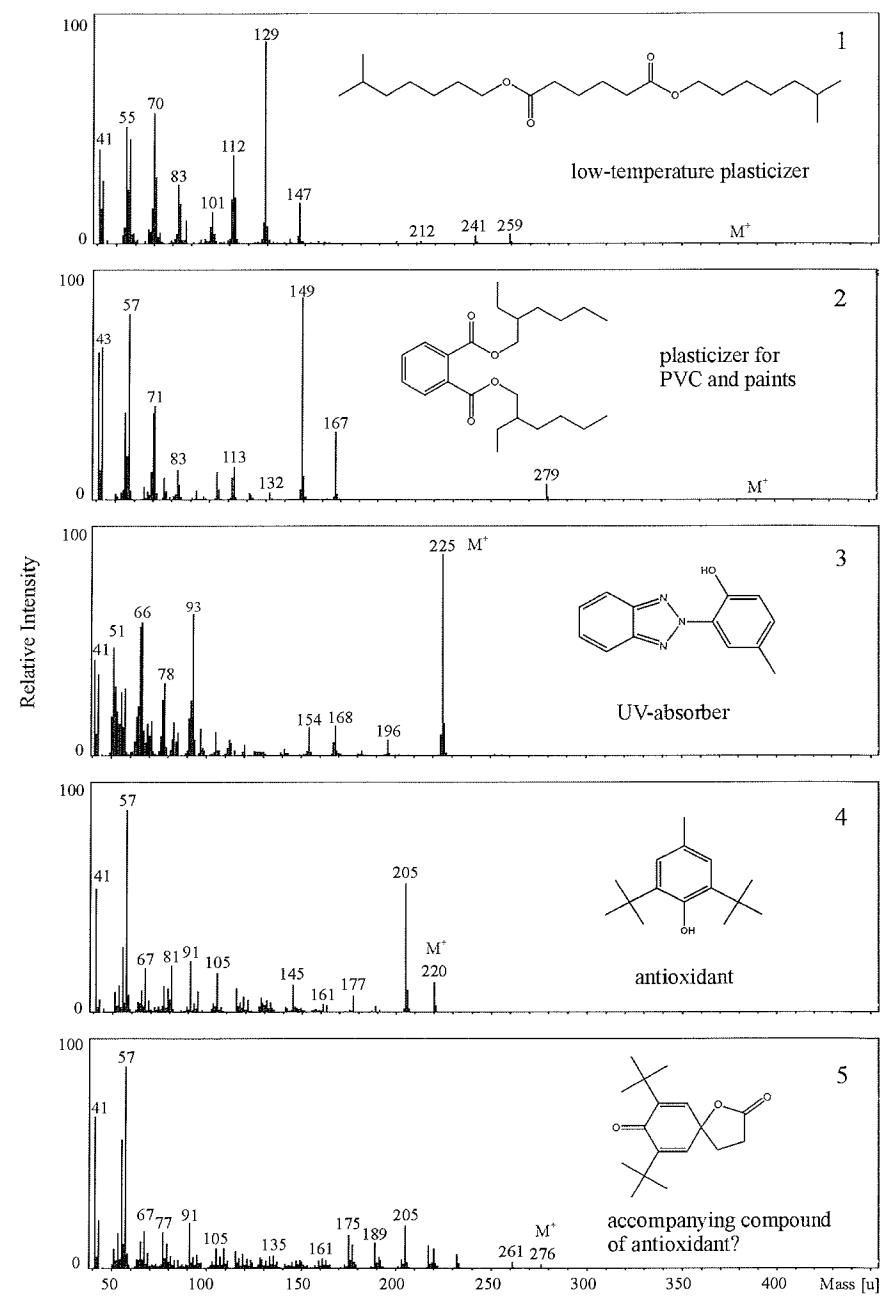 100
0
1
41
55
70
83
101
112
129
147
212
241
259
M+
O
O
O
O
low-temperature plasticizer
100
0
2
43
57
71
83
113
132
149
167
279
M+
O
O
O
O
plasticizer for
PVC and paints
Relative Intensity
100
0
3
41
51
66
78
93
154
168
196
225
M+
HO
N
N
N
UV-absorber
100
0
4
41
57
67
81
91
105
145
161
177
205
M+
220
OH
antioxidant
100
0
5
41
57
67
77
91
105
135
161
175
189
205
261
M+
276
O
O
O
accompanying compound
of antioxidant?
50 100 150 200 250 300 350 400 Mass [u]